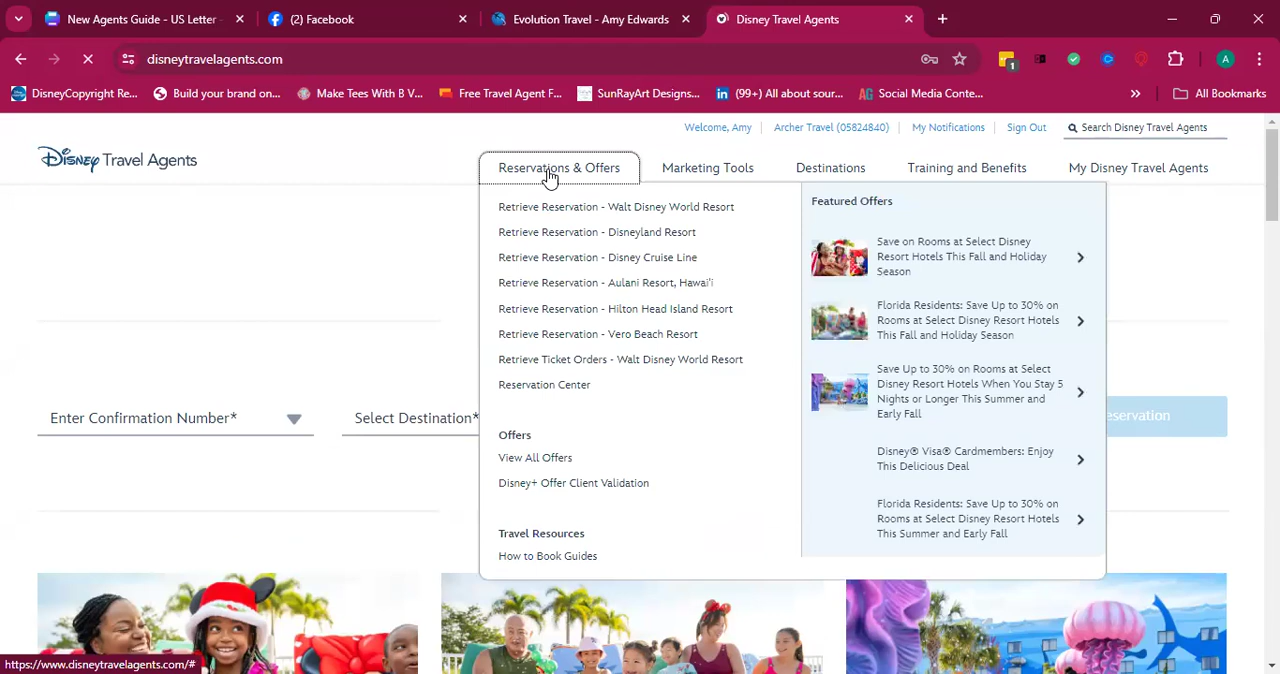 New Agents Guide - US Letter
Facebook
Evolution Travel - Amy Edwards
Disney Travel Agents
disneytravelagents.com
1
A
DisneyCopyright Re...
Build your brand on...
Make Tees With B V...
Free Travel Agent F...
SunRayArt Designs...
(99+) All about sour...
Social Media Conte...
All Bookmarks
Welcome, Amy
Archer Travel (05824840)
My Notifications
Sign Out
Search Disney Travel Agents
Disney Travel Agents
Reservations & Offers
Marketing Tools
Destinations
Training and Benefits
My Disney Travel Agents
Retrieve Reservation - Walt Disney World Resort
Retrieve Reservation - Disneyland Resort
Retrieve Reservation - Disney Cruise Line
Retrieve Reservation - Aulani Resort, Hawai'i
Retrieve Reservation - Hilton Head Island Resort
Retrieve Reservation - Vero Beach Resort
Retrieve Ticket Orders - Walt Disney World Resort
Reservation Center
Offers
View All Offers
Disney+ Offer Client Validation
Travel Resources
How to Book Guides
Featured Offers
Save on Rooms at Select Disney
Resort Hotels This Fall and Holiday
Season
Florida Residents: Save Up to 30% on
Rooms at Select Disney Resort Hotels
This Fall and Holiday Season
Save Up to 30% on Rooms at Select
Disney Resort Hotels When You Stay 5
Nights or Longer This Summer and
Early Fall
Disney® Visa® Cardmembers: Enjoy
This Delicious Deal
Florida Residents: Save Up to 30% on
Rooms at Select Disney Resort Hotels
This Summer and Early Fall
Enter Confirmation Number*
Select Destination*
eservation
https://www.disneytravelagents.com/#